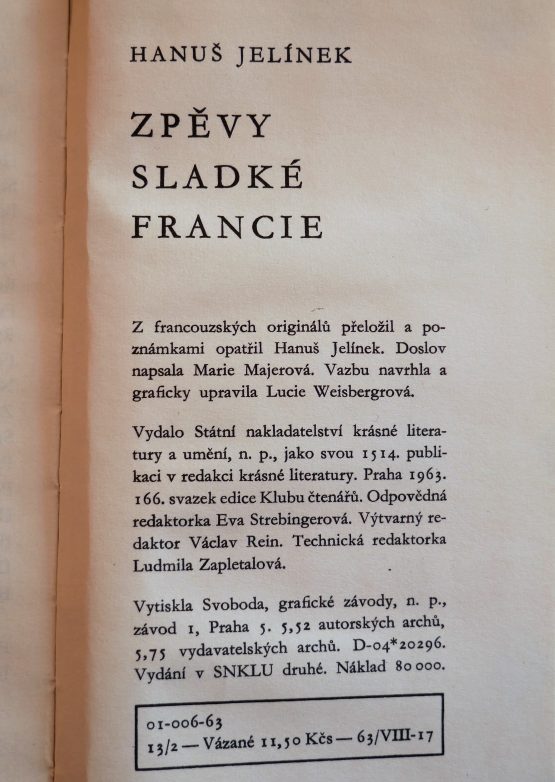 HANUŠ JELÍNEK
ZPĚVY
SLADKÉ
FRANCIE
Z francouzských originálů přeložil a po-
známkami opatřil Hanuš Jelínek. Doslov
napsala Marie Majerová. Vazbu navrhla a
graficky upravila Lucie Weisbergrová.
Vydalo Státní nakladatelství krásné litera-
tury a umění, n. p., jako svou 1514. publi-
kaci v redakci krásné literatury. Praha 1963.
166. svazek edice Klubu čtenářů. Odpovědná
redaktorka Eva Strebingerová. Výtvarný re-
daktor Václav Rein. Technická redaktorka
Ludmila Zapletalová.
Vytiskla Svoboda, grafické závody, n. p.,
závod 1, Praha 5. 5,52 autorských archů,
5,75 vydavatelských archů. D-04*20296.
Vydání v SNKLU druhé. Náklad 80 000.
01-006-63
13/2 — Vázané 11,50 Kčs — 63/VIII-17